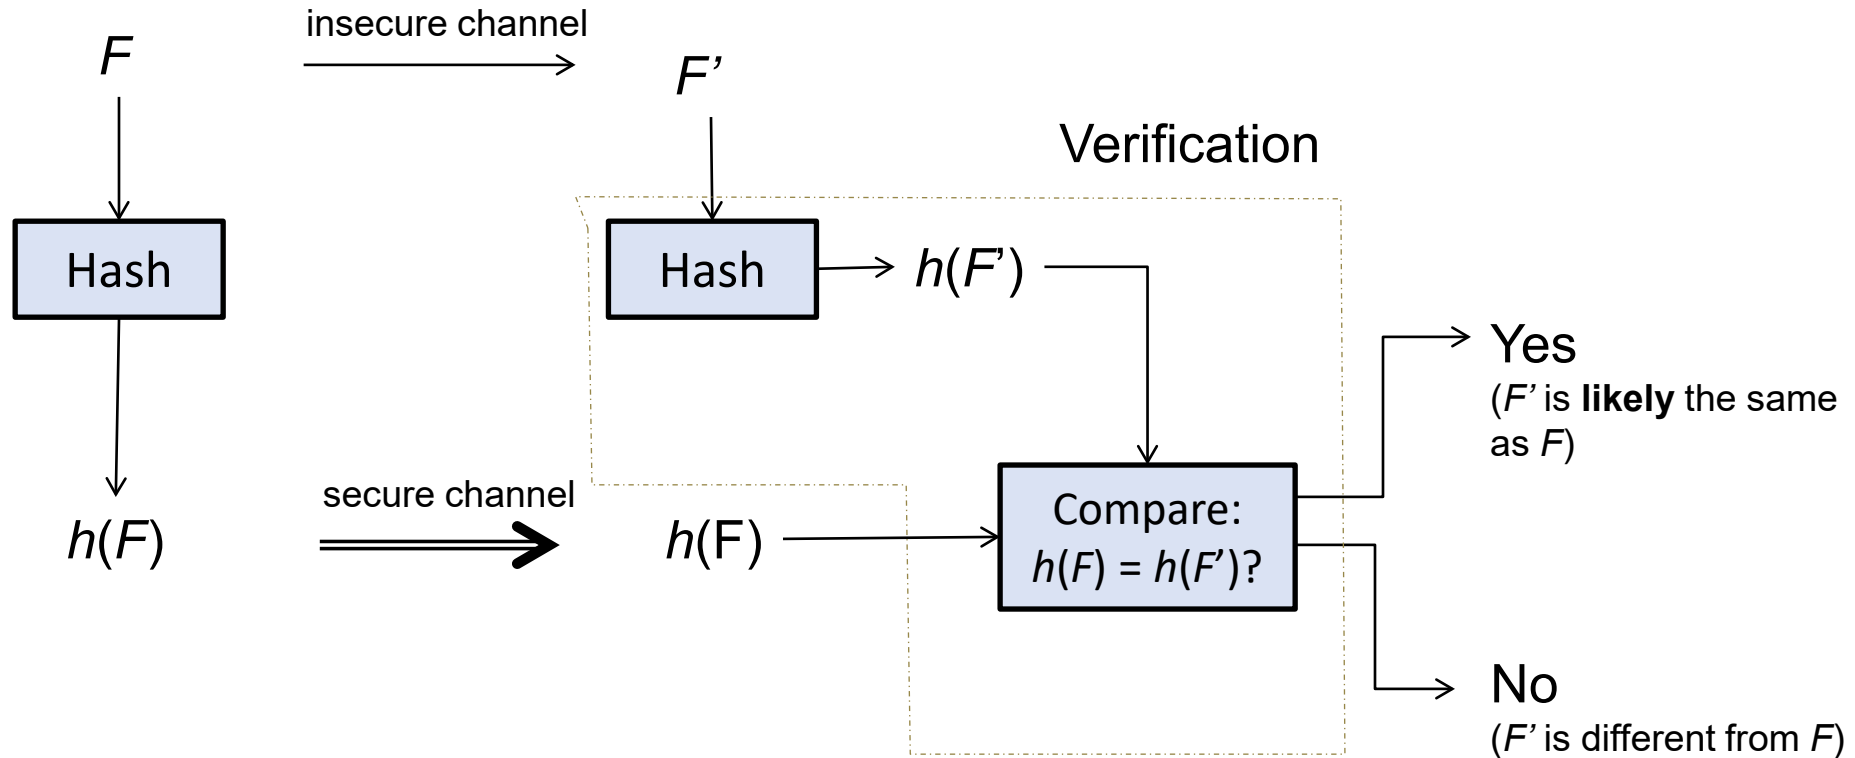 insecure channel
F
F’
Verification
Hash
Hash
h(F’)
Yes
(F’ is likely the same
as F)
secure channel
h(F)
h(F)
Compare:
h(F) = h(F’)?
No
(F’ is different from F)